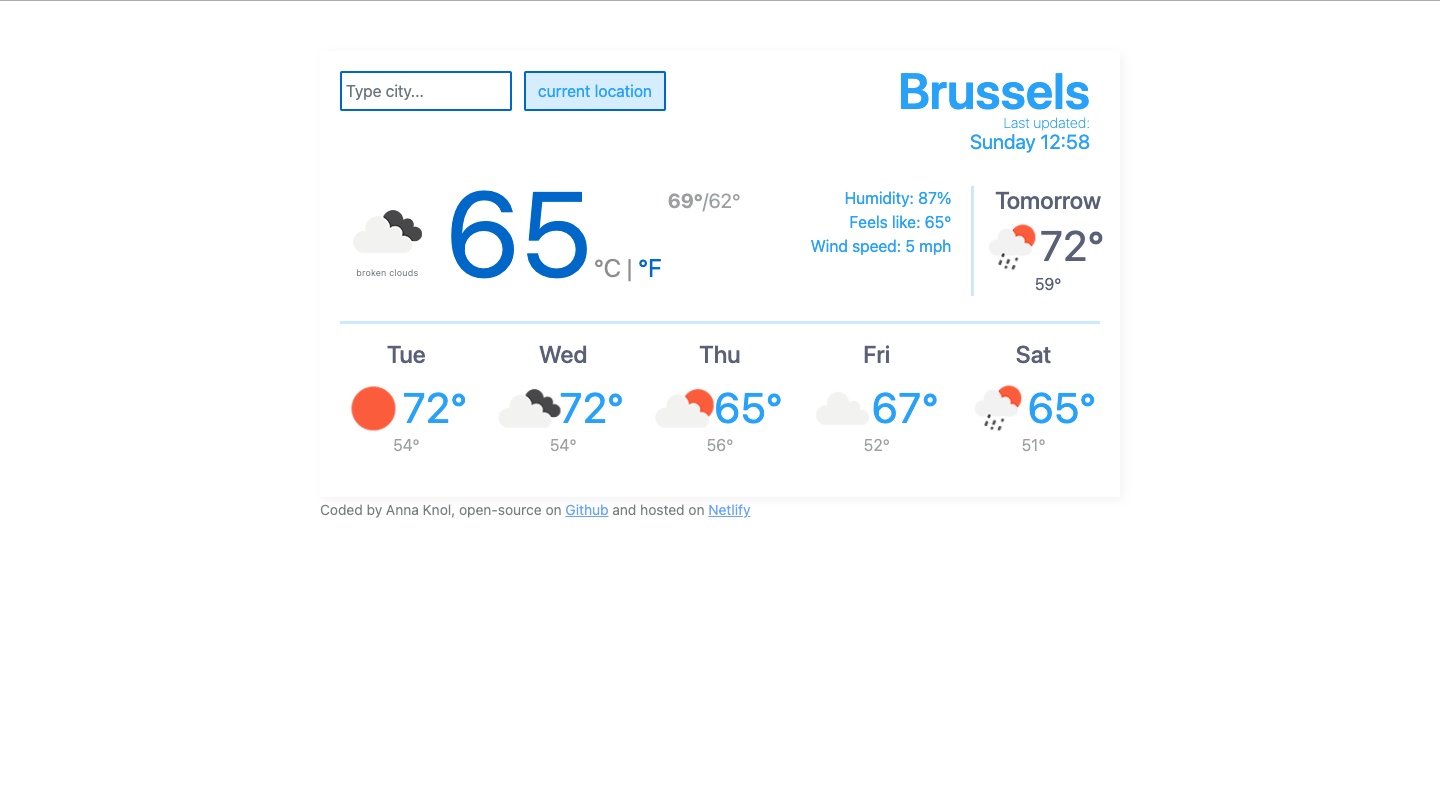 Type city...
current location
Brussels
Last updated:
Sunday 12:58
broken clouds
65
°C | °F
69°/62°
Humidity: 87%
Feels like: 65°
Wind speed: 5 mph
Tomorrow
72°
59°
Tue
72°
54°
Wed
72°
54°
Thu
65°
56°
Fri
67°
52°
Sat
65°
51°
Coded by Anna Knol, open-source on Github and hosted on Netlify